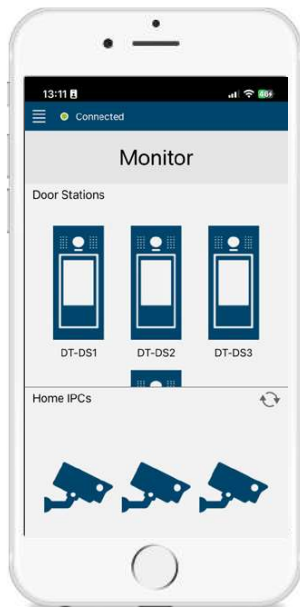 13:11
Connected
Monitor
Door Stations
DT-DS1 DT-DS2 DT-DS3
Home IPCs